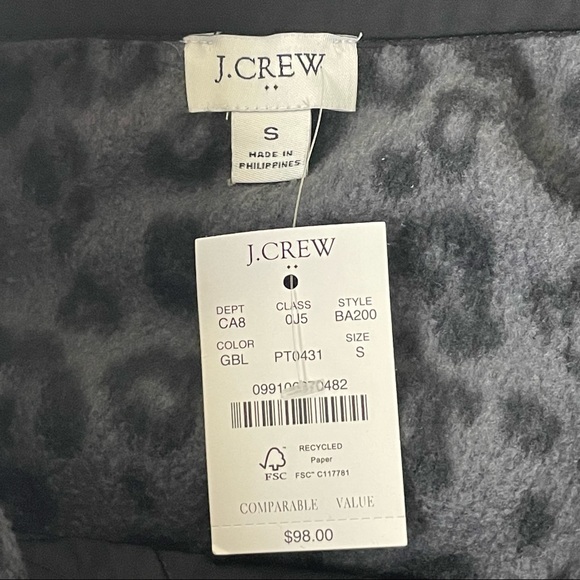 J.CREW
S
MADE IN
PHILIPPINES
J.CREW
DEPT CLASS STYLE
CA8 0J5 BA200
COLOR SIZE
GBL PT0431 S
RECYCLED
Paper
FSC FSC™ C117781
COMPARABLE VALUE
$98.00